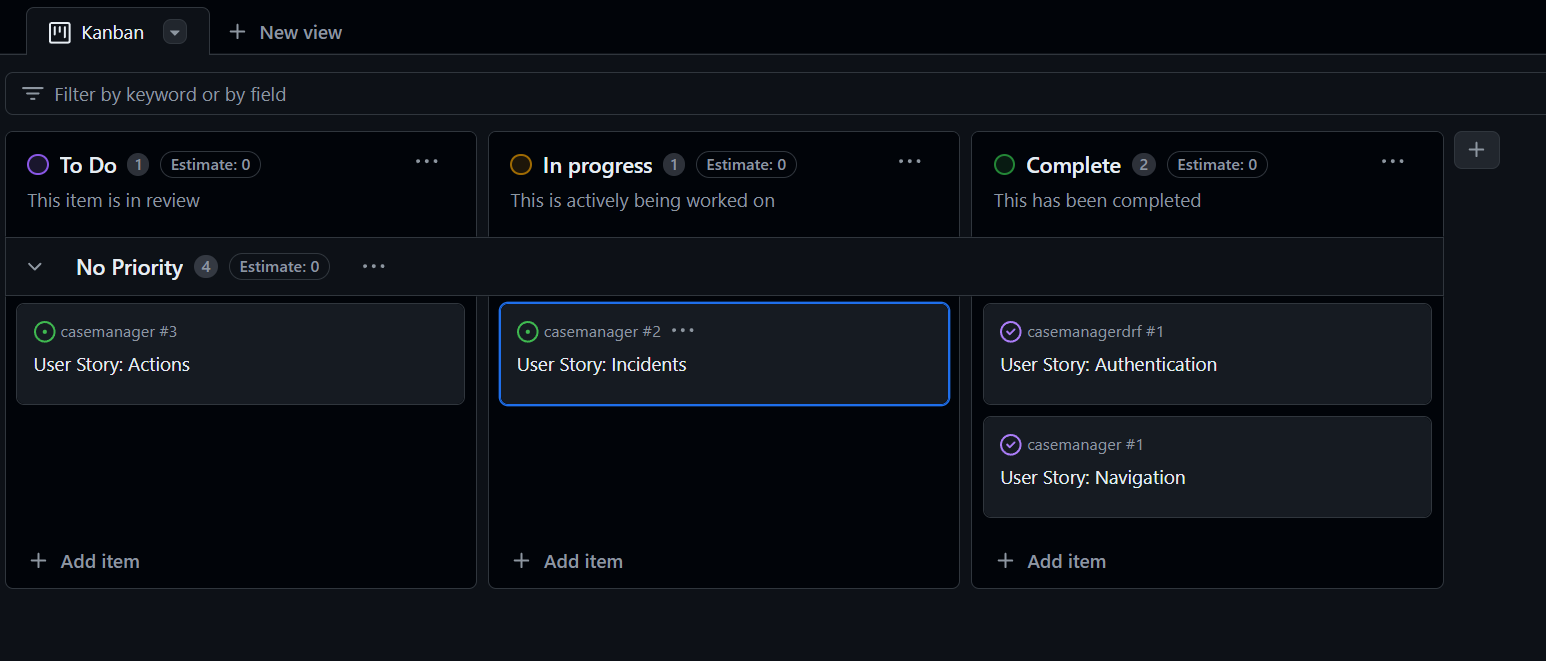 Kanban
New view
Filter by keyword or by field
To Do 1 Estimate: 0
This item is in review
In progress 1 Estimate: 0
This is actively being worked on
Complete 2 Estimate: 0
This has been completed
No Priority 4 Estimate: 0
casemanager #3
User Story: Actions
casemanager #2
User Story: Incidents
casemanagerdrf #1
User Story: Authentication
casemanager #1
User Story: Navigation
Add item
Add item
Add item